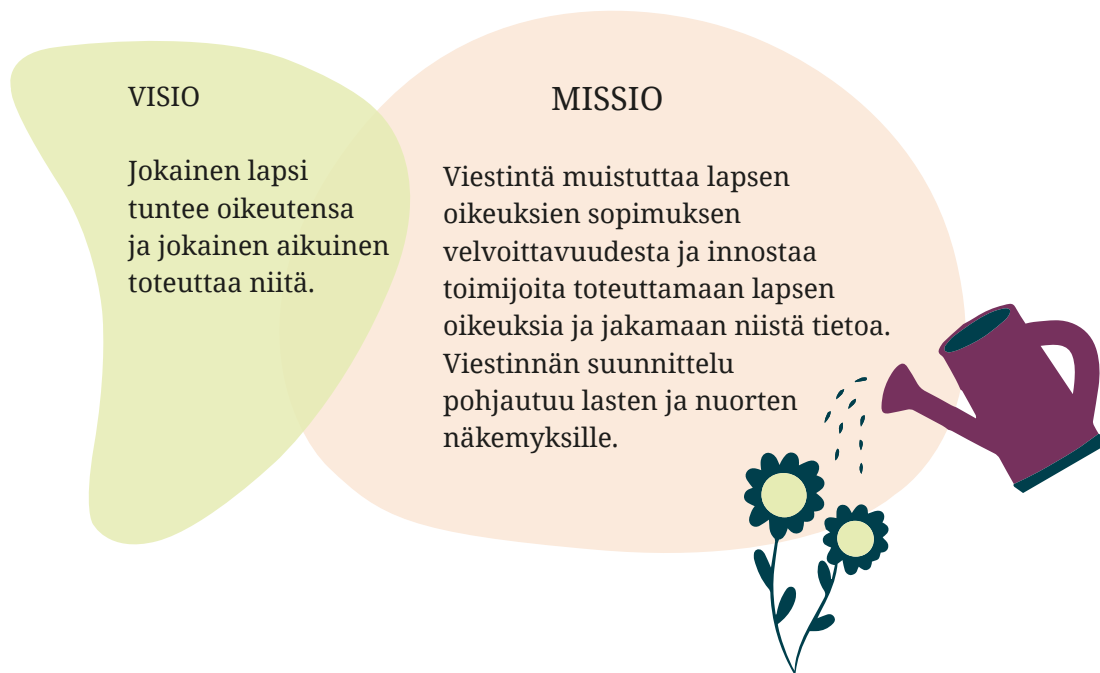 VISIO
Jokainen lapsi
tuntee oikeutensa
ja jokainen aikuinen
toteuttaa niitä.
MISSIO
Viestintä muistuttaa lapsen
oikeuksien sopimuksen
velvoittavuudesta ja innostaa
toimijoita toteuttamaan lapsen
oikeuksia ja jakamaan niistä tietoa.
Viestinnän suunnittelu
pohjautuu lasten ja nuorten
näkemyksille.